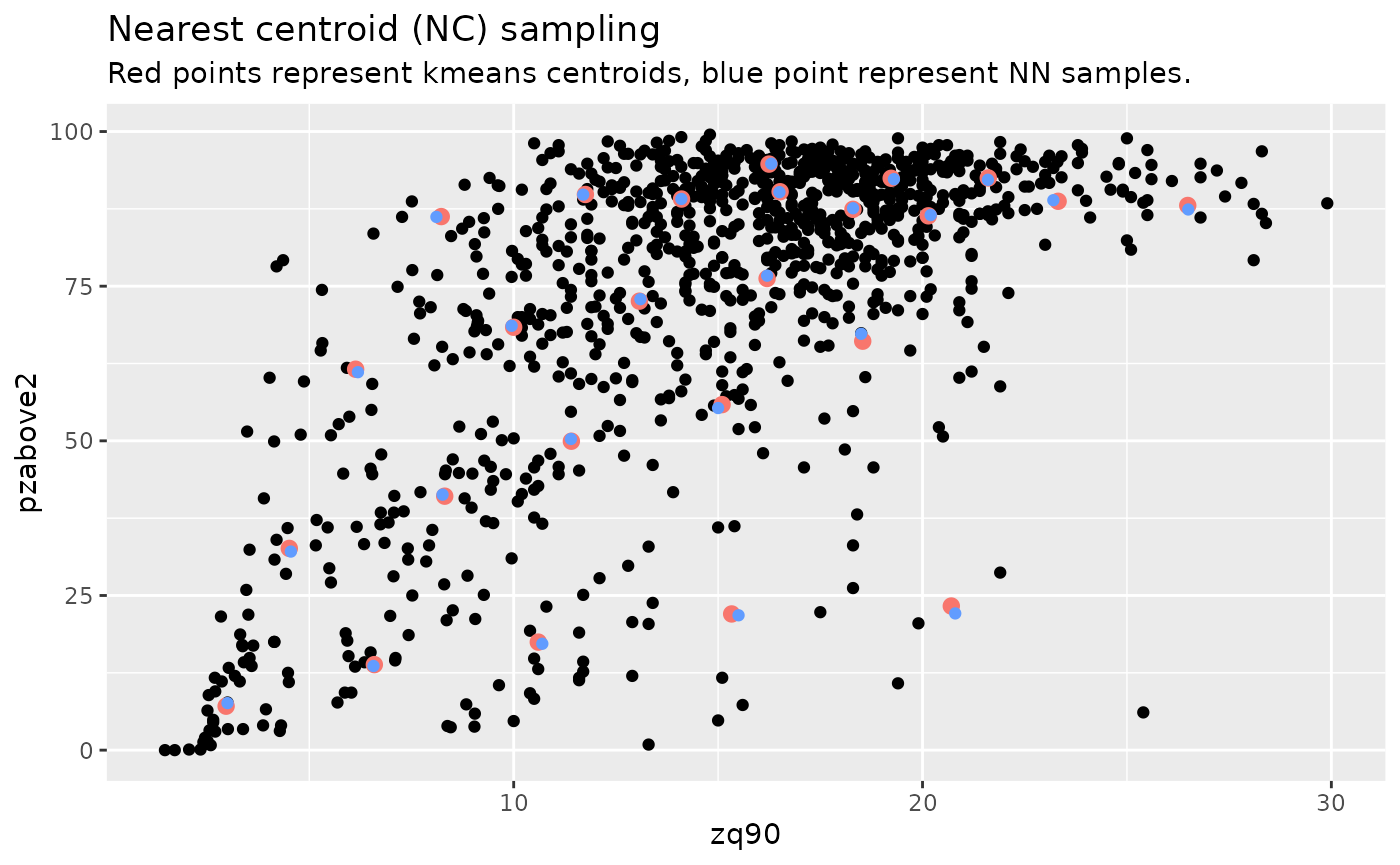 Nearest centroid (NC) sampling
Red points represent kmeans centroids, blue point represent NN samples.
100
75
50
25
0
pzabove2
10
20
30
zq90